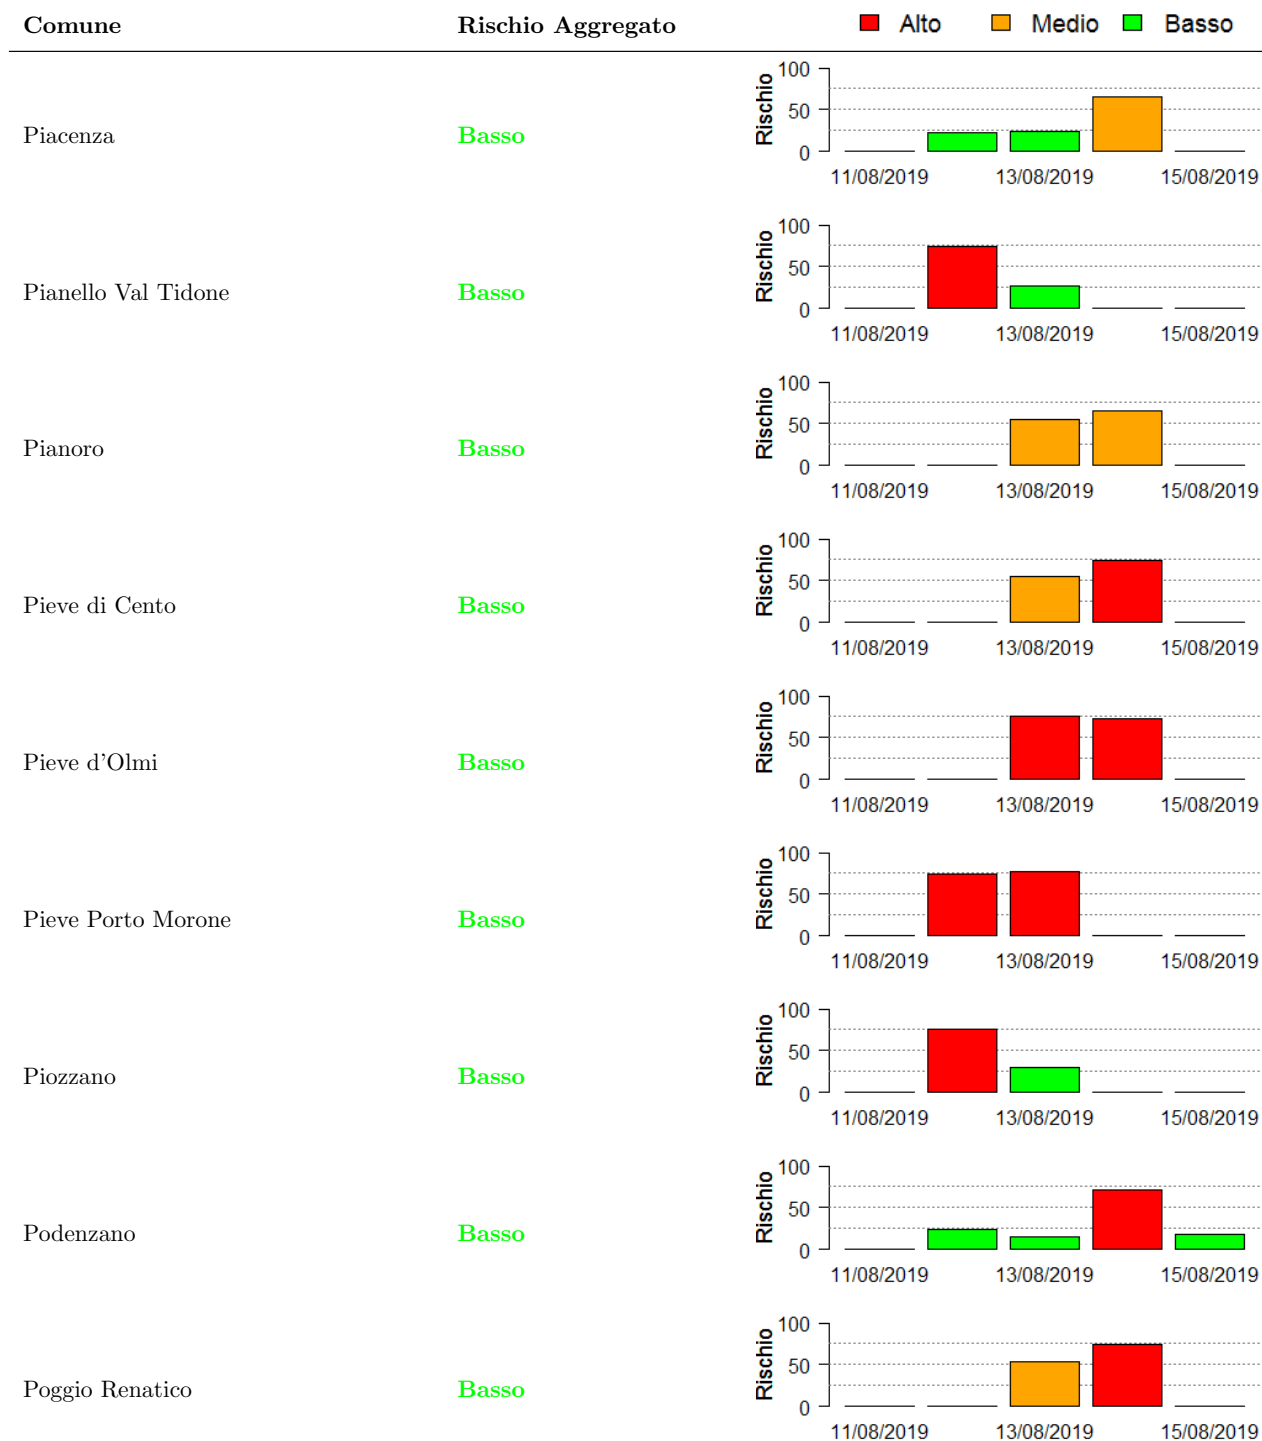 Comune Rischio Aggregato Alto Medio Basso
Piacenza Basso
Rischio
100
50
0
11/08/2019 13/08/2019 15/08/2019
Pianello Val Tidone Basso
Rischio
100
50
0
11/08/2019 13/08/2019 15/08/2019
Pianoro Basso
Rischio
100
50
0
11/08/2019 13/08/2019 15/08/2019
Pieve di Cento Basso
Rischio
100
50
0
11/08/2019 13/08/2019 15/08/2019
Pieve d'Olmi Basso
Rischio
100
50
0
11/08/2019 13/08/2019 15/08/2019
Pieve Porto Morone Basso
Rischio
100
50
0
11/08/2019 13/08/2019 15/08/2019
Piozzano Basso
Rischio
100
50
0
11/08/2019 13/08/2019 15/08/2019
Podenzano Basso
Rischio
100
50
0
11/08/2019 13/08/2019 15/08/2019
Poggio Renatico Basso
Rischio
100
50
0
11/08/2019 13/08/2019 15/08/2019